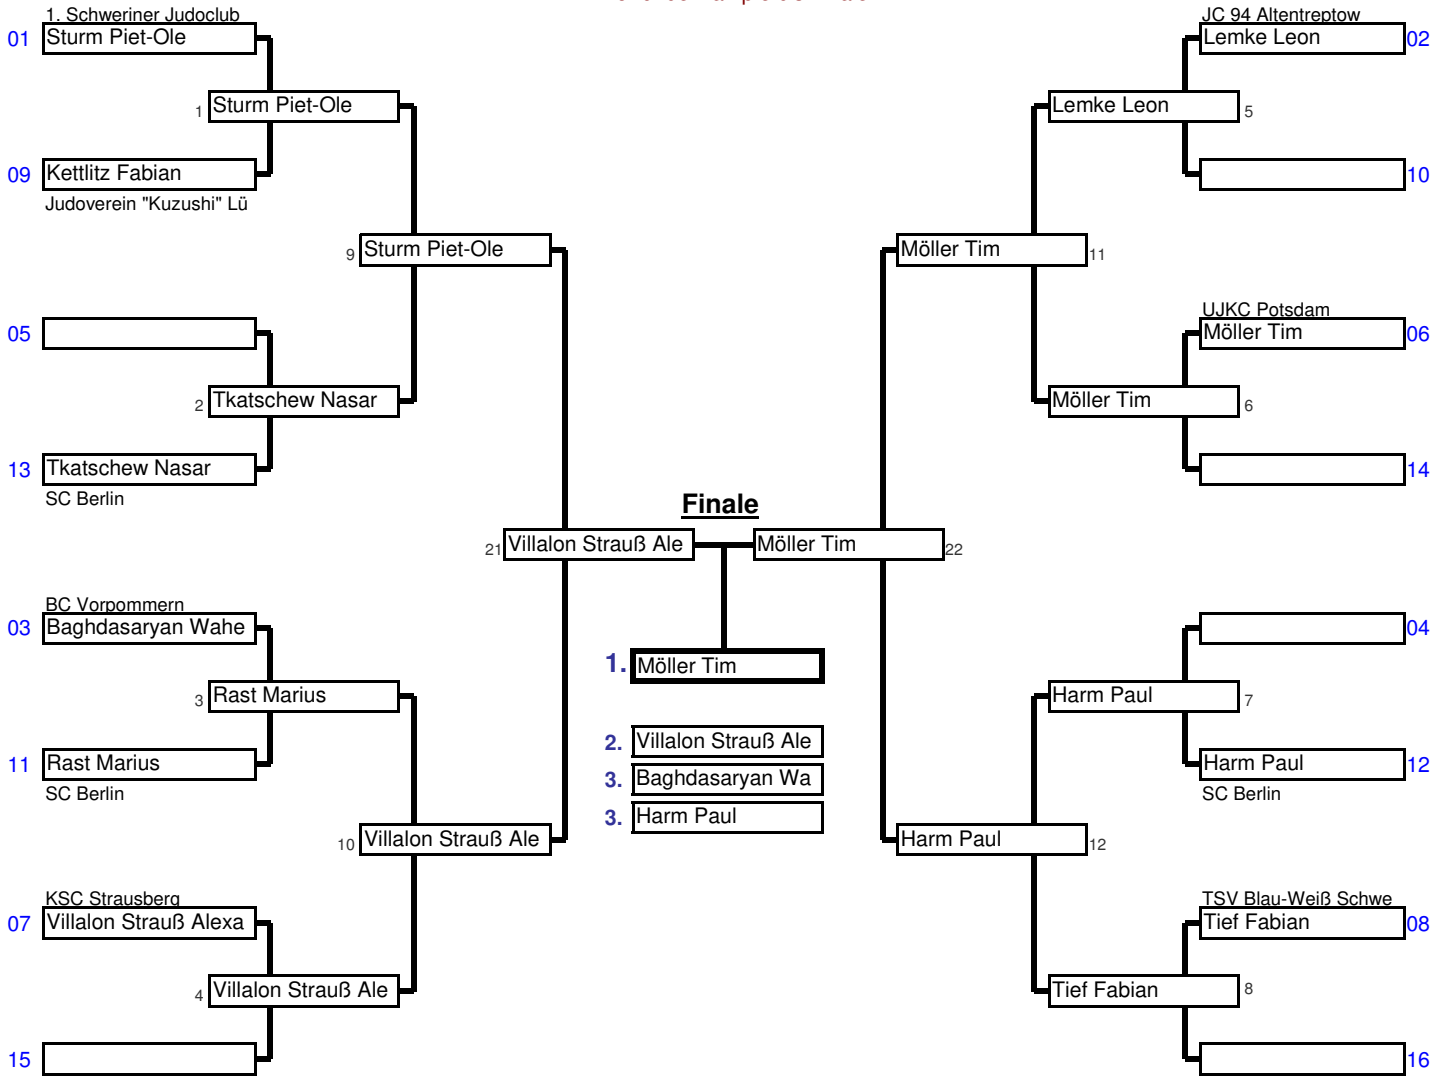 1. Schweriner Judoclub
01 Sturm Piet-Ole
1 Sturm Piet-Ole
09 Kettlitz Fabian
Judoverein "Kuzushi" Lü
9 Sturm Piet-Ole
05
2 Tkatschew Nasar
13 Tkatschew Nasar
SC Berlin
21 Villalon Strauß Ale
BC Vorpommern
03 Baghdasaryan Wahe
3 Rast Marius
11 Rast Marius
SC Berlin
10 Villalon Strauß Ale
KSC Strausberg
07 Villalon Strauß Alexa
4 Villalon Strauß Ale
15
Finale
1. Möller Tim
2. Villalon Strauß Ale
3. Baghdasaryan Wa
3. Harm Paul
JC 94 Altentreptow
Lemke Leon 02
Lemke Leon 5
10
Möller Tim 11
UJKC Potsdam
Möller Tim 06
Möller Tim 6
14
Möller Tim 22
04
Harm Paul 7
Harm Paul 12
SC Berlin
Harm Paul 12
TSV Blau-Weiß Schwe
Tief Fabian 08
Tief Fabian 8
16